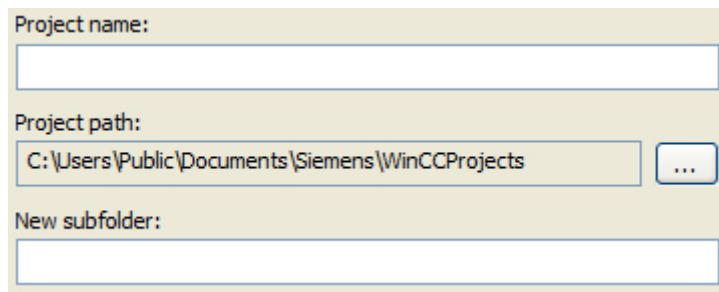 Project name:
Project path:
C:\Users\Public\Documents\Siemens\WinCCProjects
...
New subfolder: